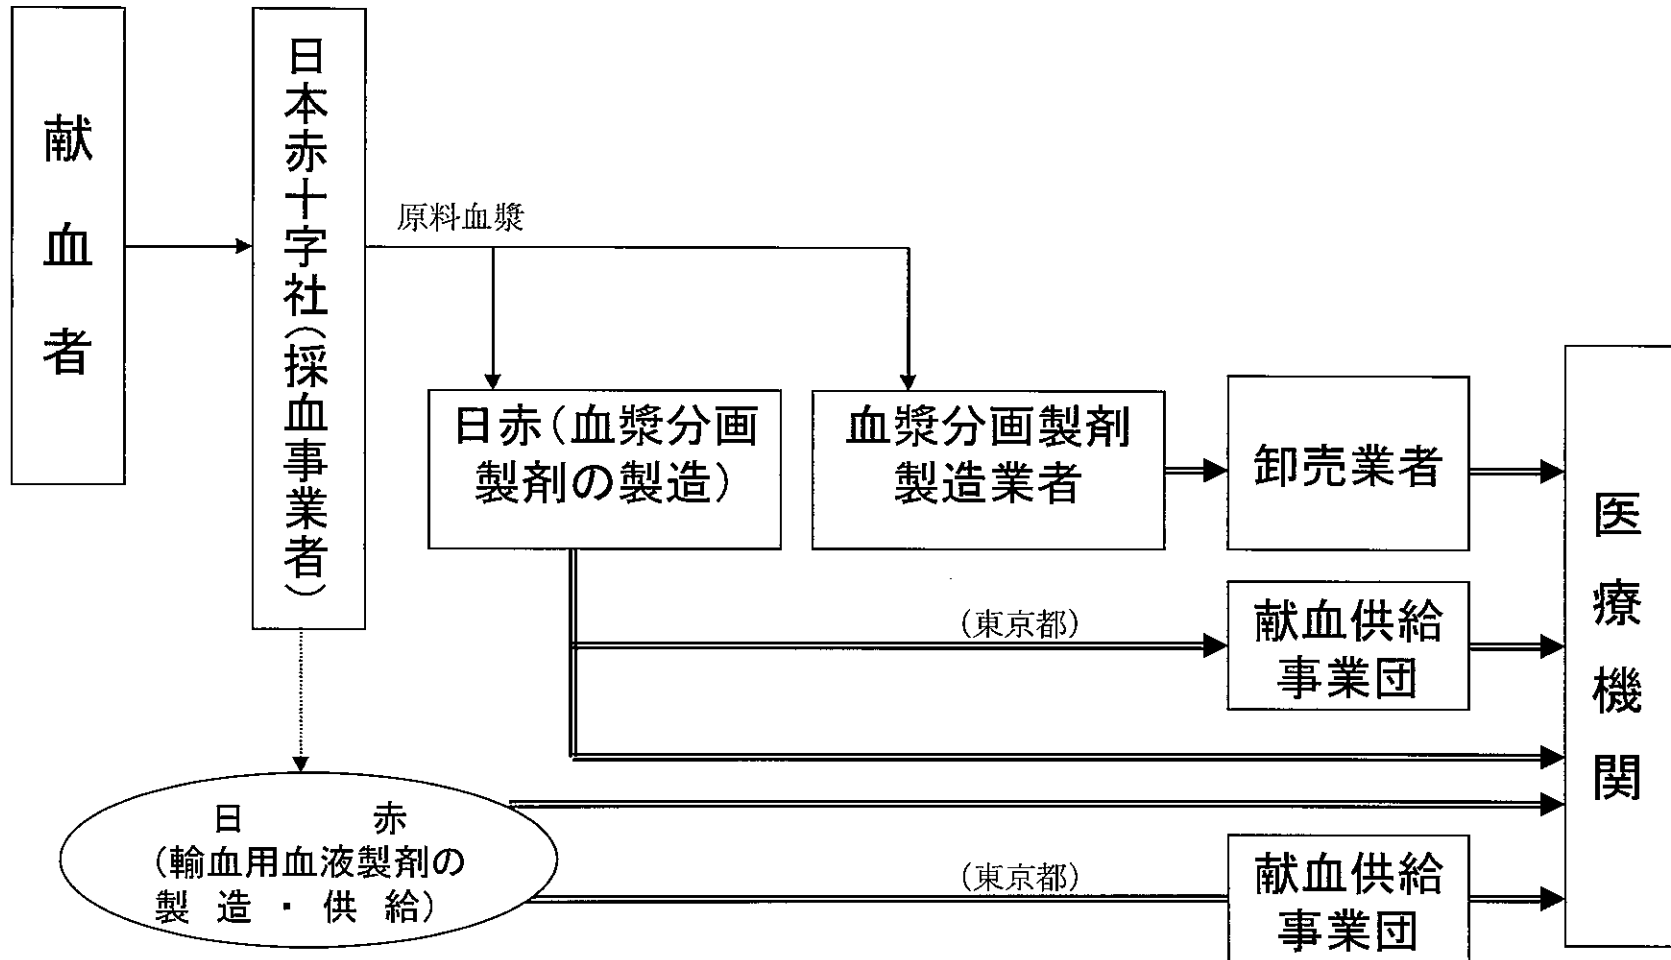 献血者
日本赤十字社(採血事業者)
原料血漿
日赤(血漿分画
製剤の製造)
血漿分画製剤
製造業者
卸売業者
医療機関
(東京都)
献血供給
事業団
日赤
(輸血用血液製剤の
製造・供給)
(東京都)
献血供給
事業団